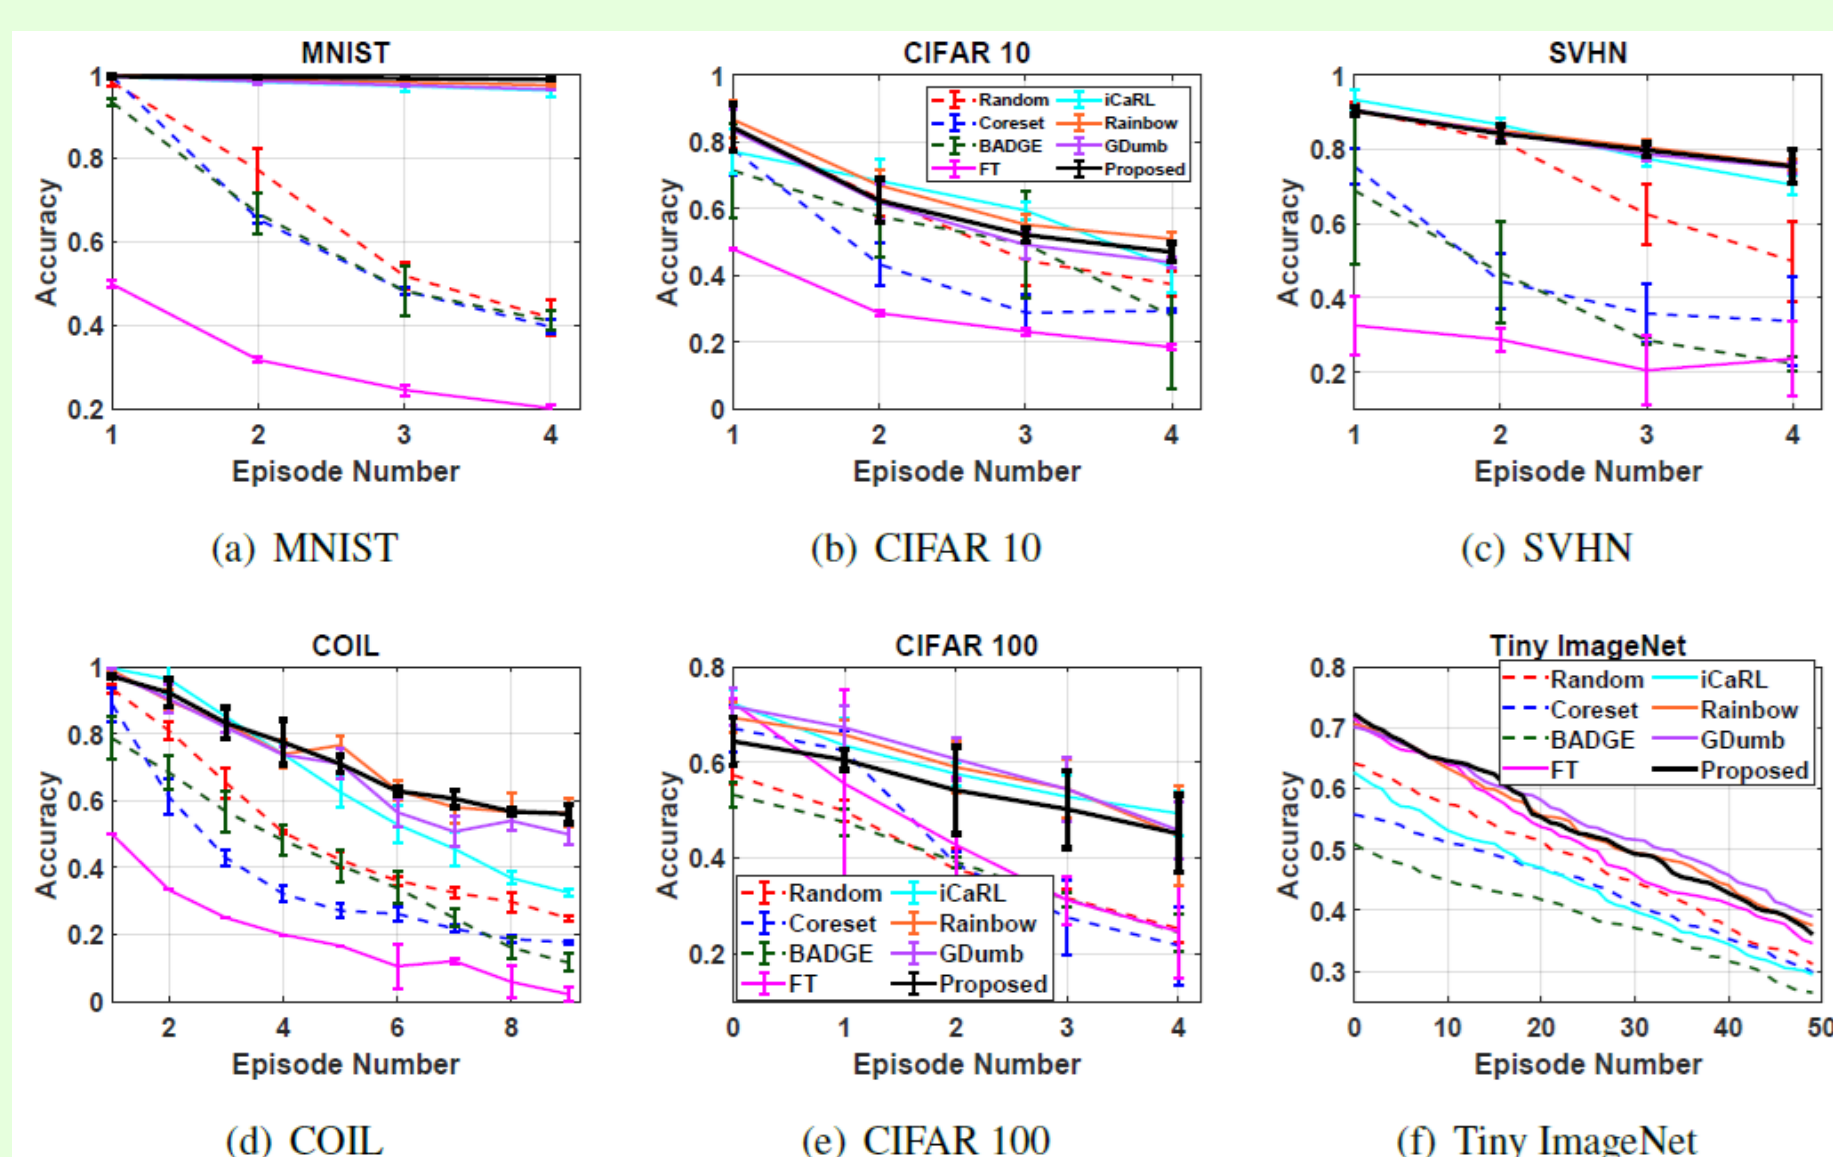 MNIST
1
0.8
0.6
0.4
0.2
Accuracy
1 2 3 4
Episode Number
(a) MNIST
CIFAR 10
1
0.8
0.6
0.4
0.2
0
Accuracy
Random iCaRL
Coreset Rainbow
BADGE GDumb
FT Proposed
1 2 3 4
Episode Number
(b) CIFAR 10
SVHN
1
0.8
0.6
0.4
0.2
Accuracy
1 2 3 4
Episode Number
(c) SVHN
COIL
1
0.8
0.6
0.4
0.2
0
Accuracy
2 4 6 8
Episode Number
(d) COIL
CIFAR 100
0.8
0.6
0.4
0.2
Accuracy
Random iCaRL
Coreset Rainbow
BADGE GDumb
FT Proposed
0 1 2 3 4
Episode Number
(e) CIFAR 100
Tiny ImageNet
0.8
0.7
0.6
0.5
0.4
0.3
Accuracy
Random iCaRL
Coreset Rainbow
BADGE GDumb
FT Proposed
0 10 20 30 40 50
Episode Number
(f) Tiny ImageNet